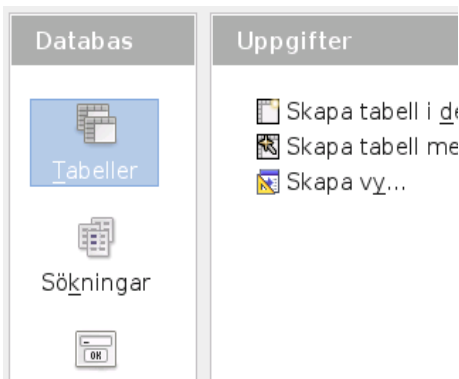 Databas
Tabeller
Sökningar
OK
Uppgifter
Skapa tabell i
Skapa tabell
Skapa vy...